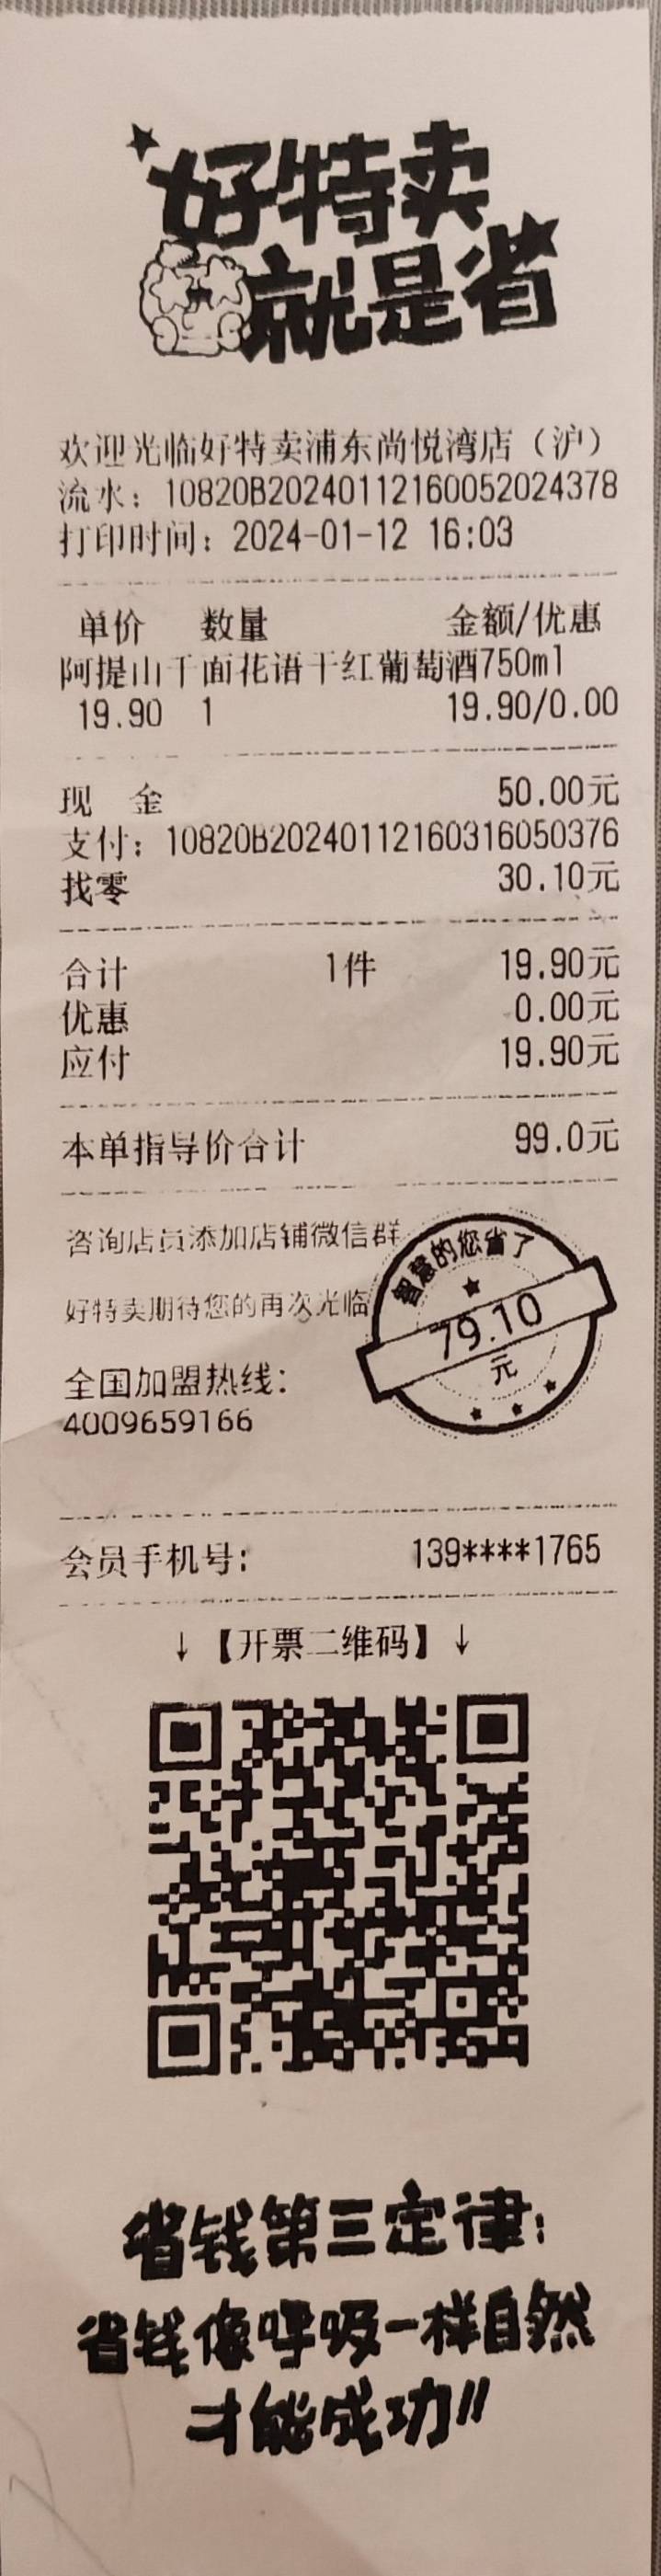 好特卖
就是省
欢迎光临好特卖浦东尚悦湾店（沪）
流水：10820B20240112160052024378
打印时间：2024-01-12 16:03
单价 数量 金额/优惠
阿提山干面花语干红葡萄酒750ml
19.90 1 19.90/0.00
现 金 50.00元
支付：10820B20240112160316050376
找零 30.10元
合计 1件 19.90元
优惠 0.00元
应付 19.90元
本单指导价合计 99.0元
咨询店员添加店铺微信群
好特卖期待您的再次光临
智慧的您省了
79.10
元
全国加盟热线：
4009659166
会员手机号： 139****1765
↓【开票二维码】↓
省钱第三定律：
省钱像呼吸一样自然
才能成功!!